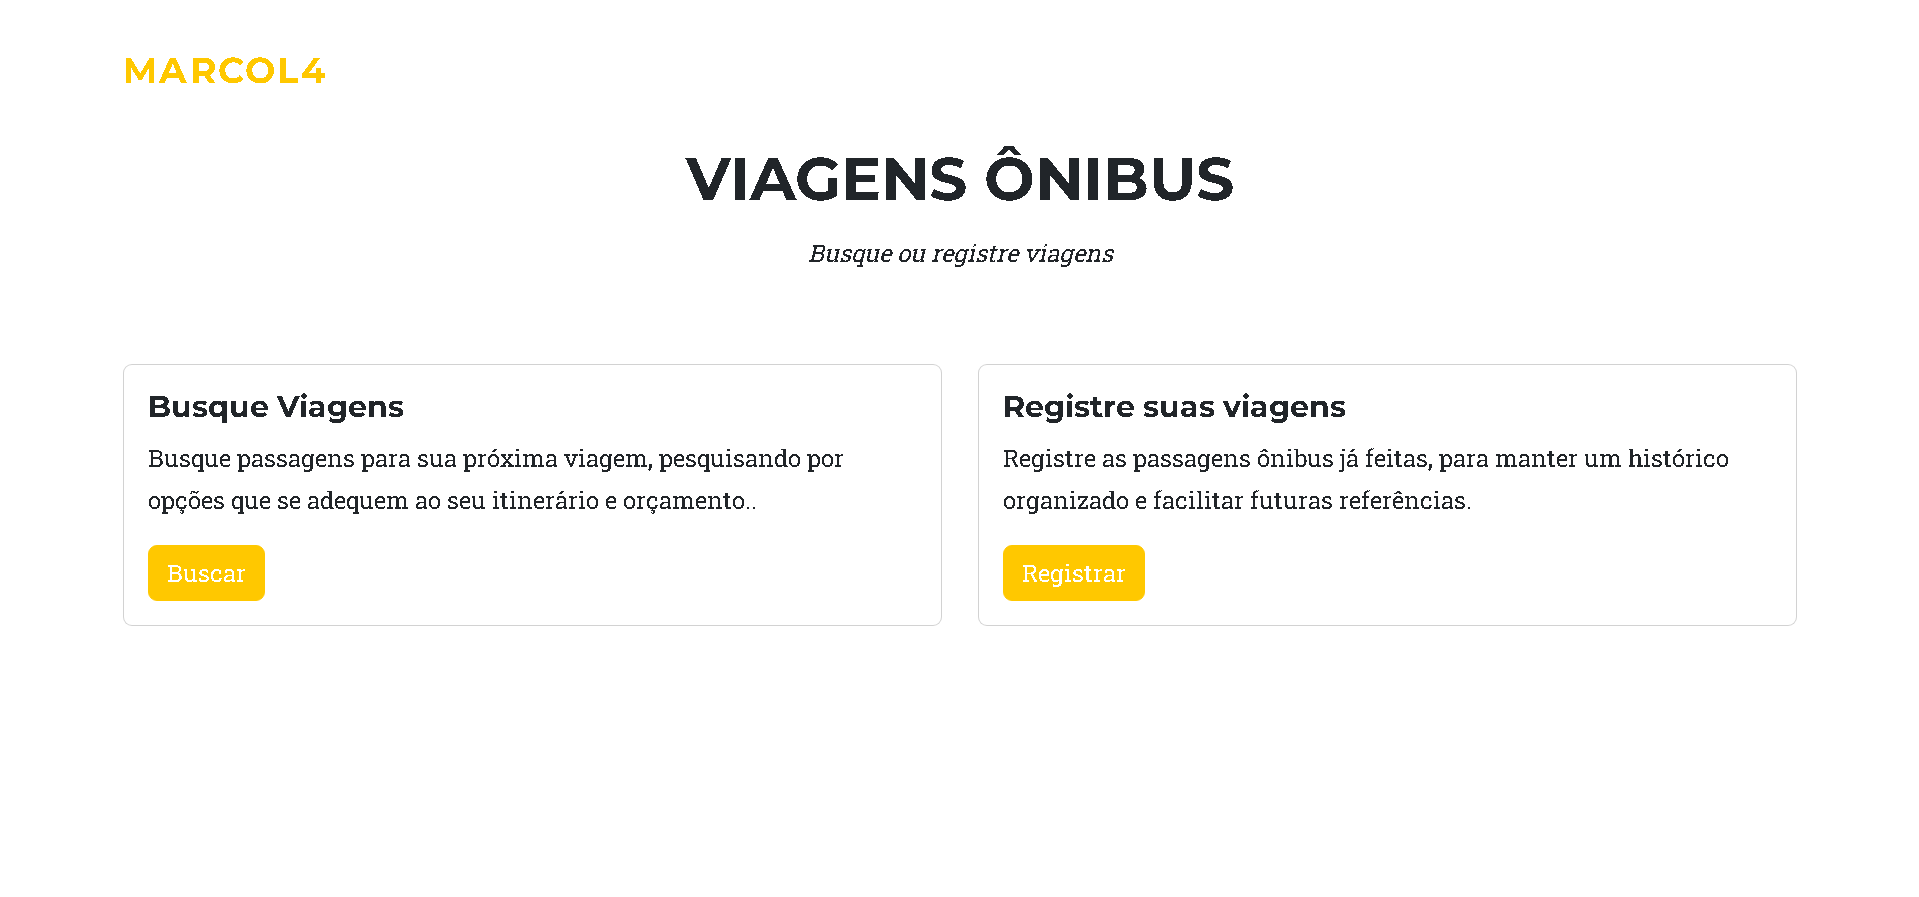 MARCOL4
VIAGENS ÔNIBUS
Busque ou registre viagens
Busque Viagens
Busque passagens para sua próxima viagem, pesquisando por
opções que se adequem ao seu itinerário e orçamento..
Buscar
Registre suas viagens
Registre as passagens ônibus já feitas, para manter um histórico
organizado e facilitar futuras referências.
Registrar